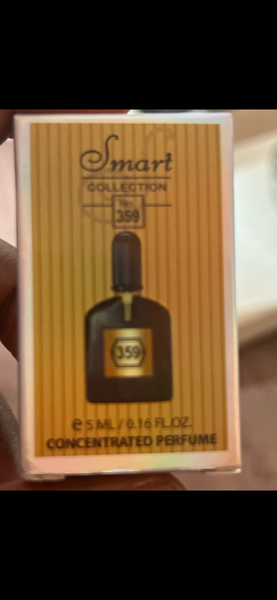 Smart
COLLECTION
No.
359
359
e 5 ML / 0.16 FL.OZ.
CONCENTRATED PERFUME